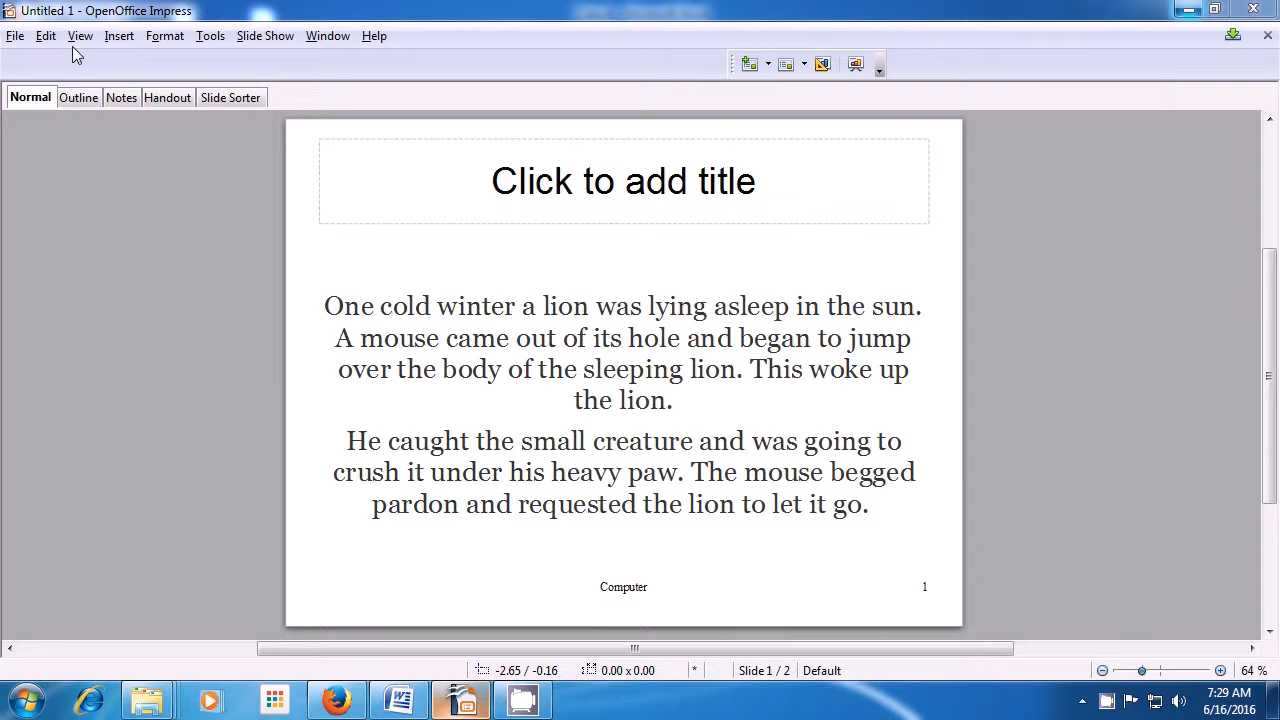 Untitled 1 - OpenOffice Impress
File Edit View Insert Format Tools Slide Show Window Help
Normal Outline Notes Handout Slide Sorter
Click to add title
One cold winter a lion was lying asleep in the sun.
A mouse came out of its hole and began to jump
over the body of the sleeping lion. This woke up
the lion.
He caught the small creature and was going to
crush it under his heavy paw. The mouse begged
pardon and requested the lion to let it go.
Computer 1
-2.65 / -0.16 0.00 x 0.00 * Slide 1 / 2 Default 64 %
7:29 AM
6/16/2016